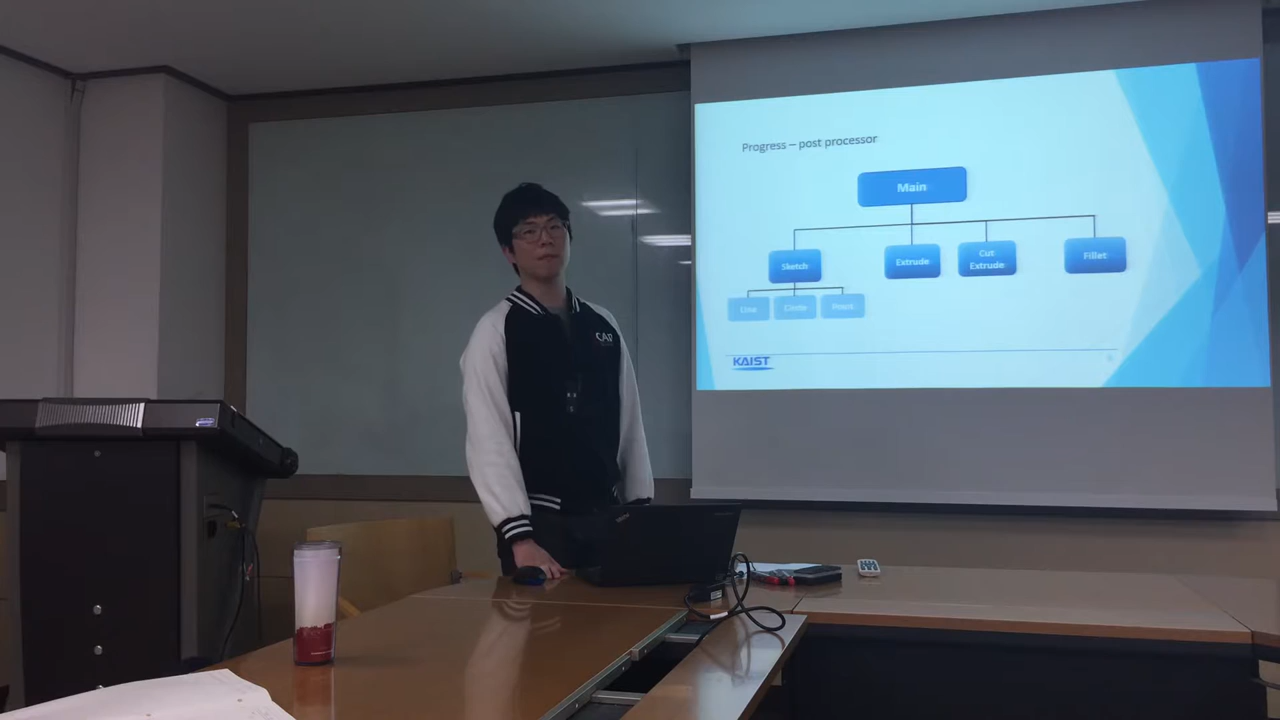 Progress – post processor
Main
Sketch
Extrude
Cut
Extrude
Fillet
Line
Circle
Point
KAIST